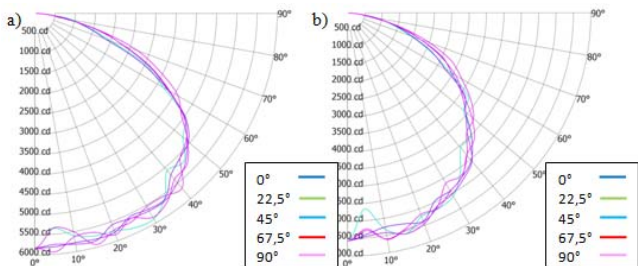 a)
90°
500 cd
1000 cd
1500 cd
2000 cd
2500 cd
3000 cd
3500 cd
4000 cd
4500 cd
5000 cd
5500 cd
6000 cd
80°
70°
60°
50°
40°
30°
20°
10°
0°
0°
22,5°
45°
67,5°
90°
b)
90°
500 cd
1000 cd
1500 cd
2000 cd
2500 cd
3000 cd
3500 cd
4000 cd
4500 cd
80°
70°
60°
50°
40°
30°
20°
10°
0°
0°
22,5°
45°
67,5°
90°